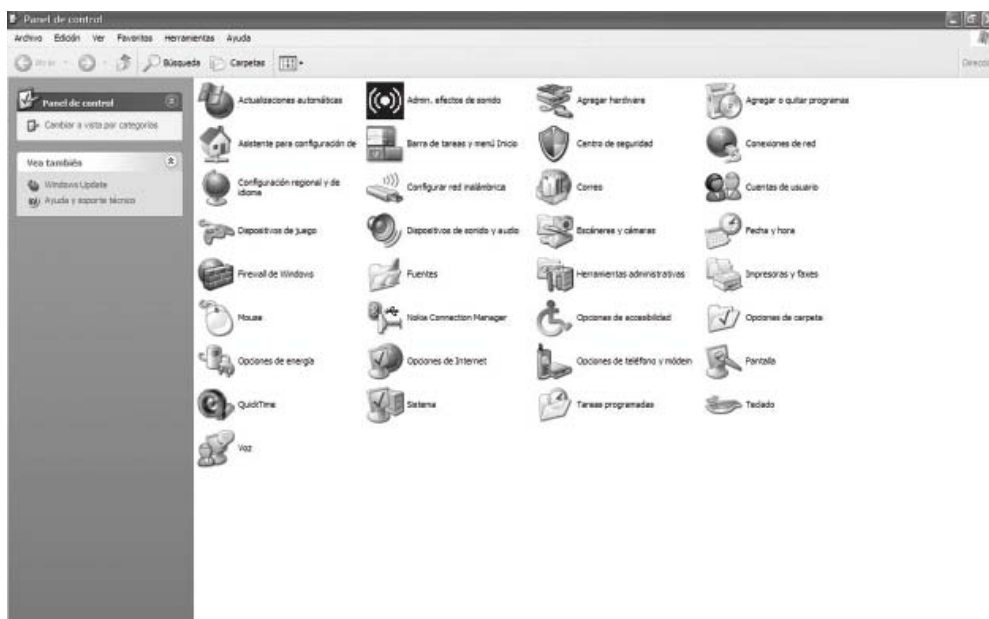 Panel de control
Archivo Edición Ver Favoritos Herramientas Ayuda
Atrás Búsqueda Carpetas
Panel de control
Cambiar a vista por categorías
Vea también
Windows Update
Ayuda y soporte técnico
Actualizaciones automáticas
Admin. efectos de sonido
Agregar hardware
Agregar o quitar programas
Asistente para configuración de
Barra de tareas y menú Inicio
Centro de seguridad
Conexiones de red
Configuración regional y de
idioma
Configurar red inalámbrica
Correo
Cuentas de usuario
Dispositivos de juego
Dispositivos de sonido y audio
Escáneres y cámaras
Fecha y hora
Firewall de Windows
Fuentes
Herramientas administrativas
Impresoras y faxes
Mouse
Nokia Connection Manager
Opciones de accesibilidad
Opciones de carpeta
Opciones de energía
Opciones de Internet
Opciones de teléfono y módem
Pantalla
QuickTime
Sistema
Tareas programadas
Teclado
Voz